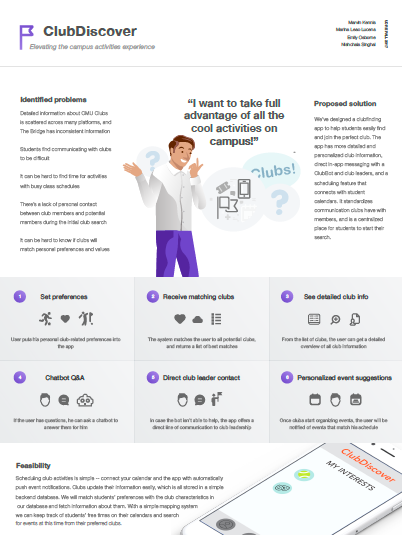 ClubDiscover
Elevating the campus activities experience
Identified problems
Detailed information about CMU Clubs
is scattered across many platforms, and
The Bridge has inconsistent information
Students find communicating with clubs
to be difficult
It can be hard to find time for activities
with busy class schedules
There's a lack of personal contact
between club members and potential
members during the initial club search
It can be hard to know if clubs will
match personal preferences and values
"I want to take full
advantage of all the
cool activities on
campus!"
Clubs!
?
?
Proposed solution
We've designed a clubfinding
app to help students easily find
and join the perfect club. The
app has more detailed and
personalized club information,
direct in-app messaging with a
ClubBot and club leaders, and a
scheduling feature that
connects with student
calendars. It standardizes
communication clubs have with
members, and is a centralized
place for students to start their
search.
1 Set preferences
User puts his personal club-related preferences into
the app
2 Receive matching clubs
The system matches the user to all potential clubs,
and returns a list of best matches
3 See detailed club info
From the list of clubs, the user can get a detailed
overview of all club information
4 Chatbot Q&A
If the user has questions, he can ask a chatbot to
answer them for him
5 Direct club leader contact
In case the bot isn't able to help, the app offers a
direct line of communication to club leadership
6 Personalized event suggestions
Once clubs start organizing events, the user will be
notified of events that match his schedule
Feasibility
Scheduling club activities is simple – connect your calendar and the app with automatically
push event notifications. Clubs update their information easily, which is all stored in a simple
backend database. We will match students' preferences with the club characteristics in
our database and fetch information about them. With a simple mapping system
we can keep track of students' free times on their calendars and search
for events at this time from their preferred clubs.
ClubDiscover
MY INTERESTS